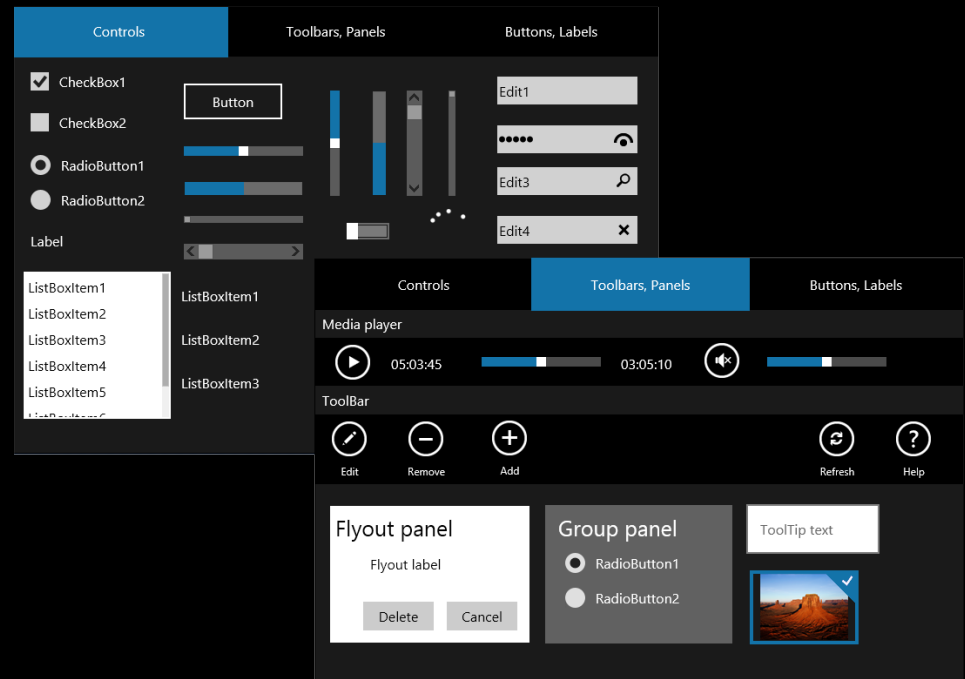 Controls
Toolbars, Panels
Buttons, Labels
CheckBox1
CheckBox2
RadioButton1
RadioButton2
Label
ListBoxItem1
ListBoxItem2
ListBoxItem3
ListBoxItem4
ListBoxItem5
ListBoxItem6
Button
ListBoxItem1
ListBoxItem2
ListBoxItem3
Edit1
Edit3
Edit4
Controls
Toolbars, Panels
Buttons, Labels
Media player
05:03:45
03:05:10
ToolBar
Edit
Remove
Add
Refresh
Help
Flyout panel
Flyout label
Delete
Cancel
Group panel
RadioButton1
RadioButton2
ToolTip text